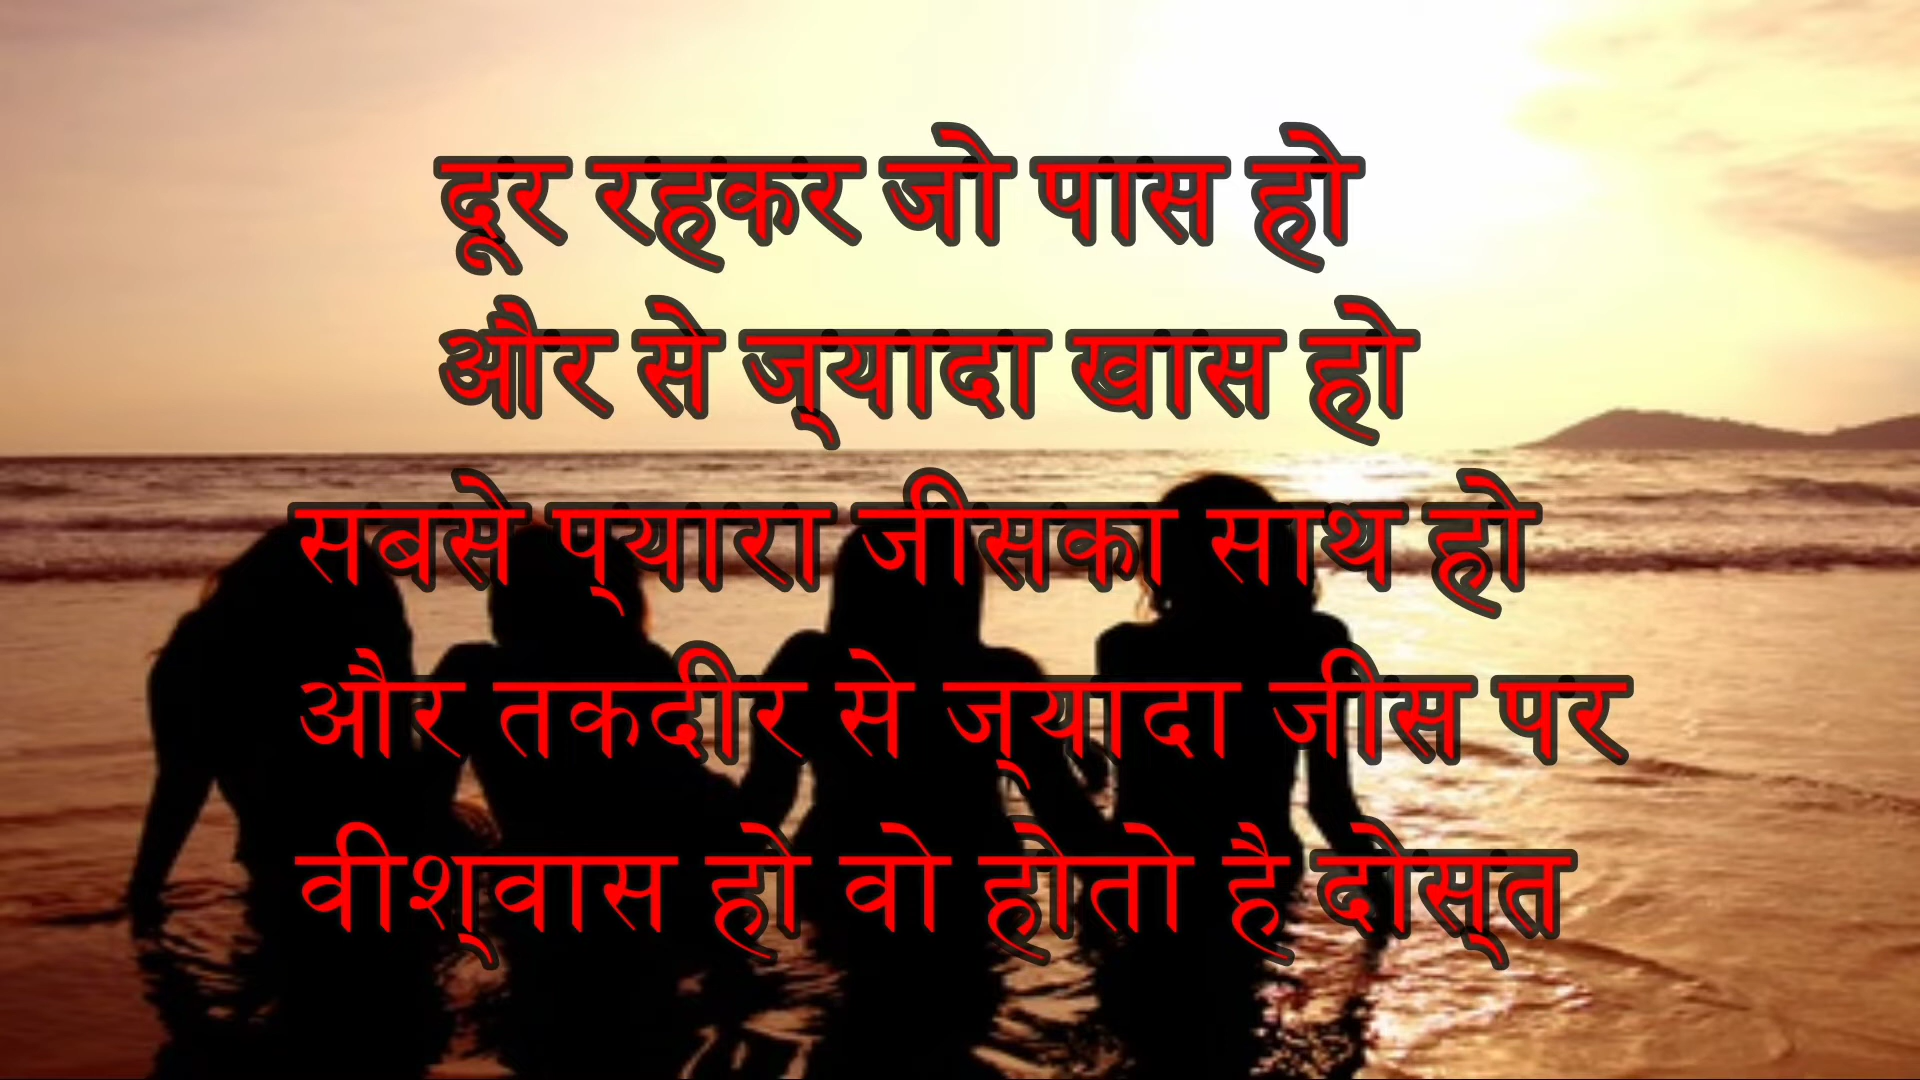 दूर रहकर जो पास हो
और से ज्‌यादा खास हो
सबसे प्‌यारा जीसका साथ हो
और तकदीर से ज्‌यादा जीस पर
वीश्‌वास हो वो होतो है दोस्‌त